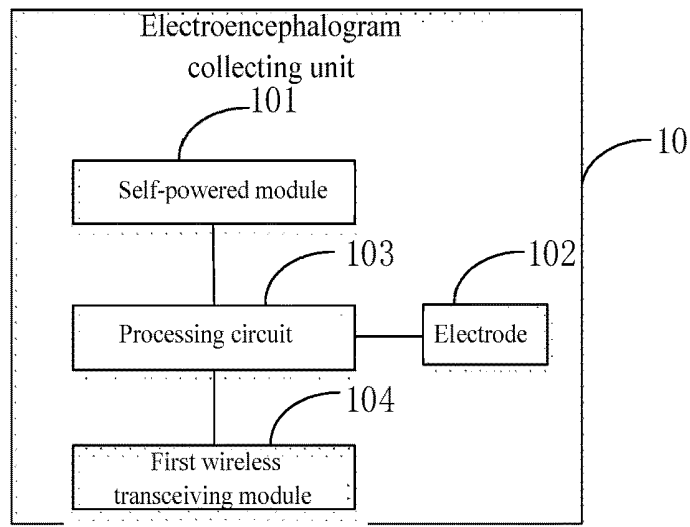 Electroencephalogram
collecting unit
101
10
Self-powered module
103
102
Processing circuit
Electrode
104
First wireless
transceiving module